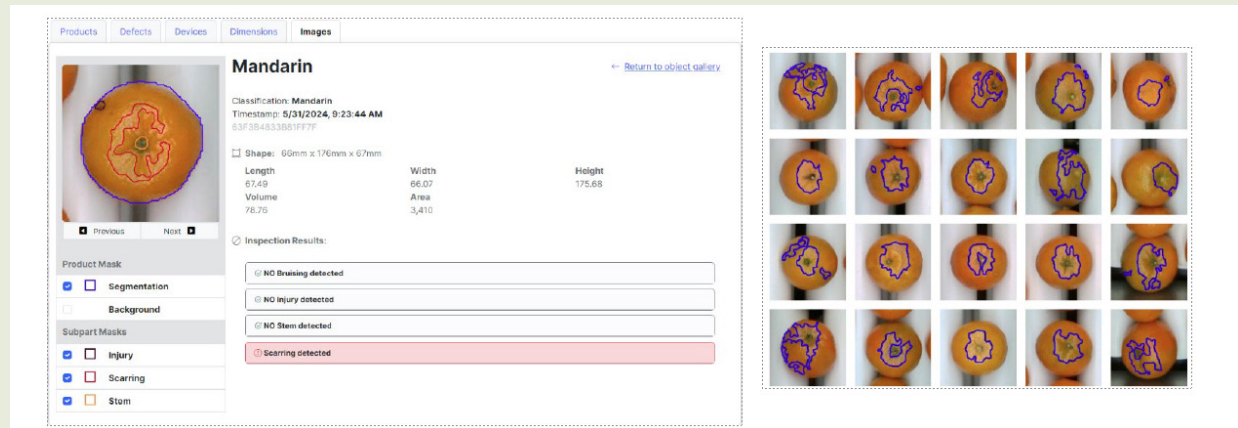 Products Defects Devices Dimensions Images
Mandarin
← Return to object gallery
Classification: Mandarin
Timestamp: 5/31/2024, 9:23:44 AM
Shape: 66mm x 176mm x 67mm
Length Width Height
67.49 66.07 175.68
Volume Area
78.76 3,410
Previous Next
Inspection Results:
NO Bruising detected
NO Injury detected
NO Stem detected
Scarring detected
Product Mask
Segmentation
Background
Subpart Masks
Injury
Scarring
Stem